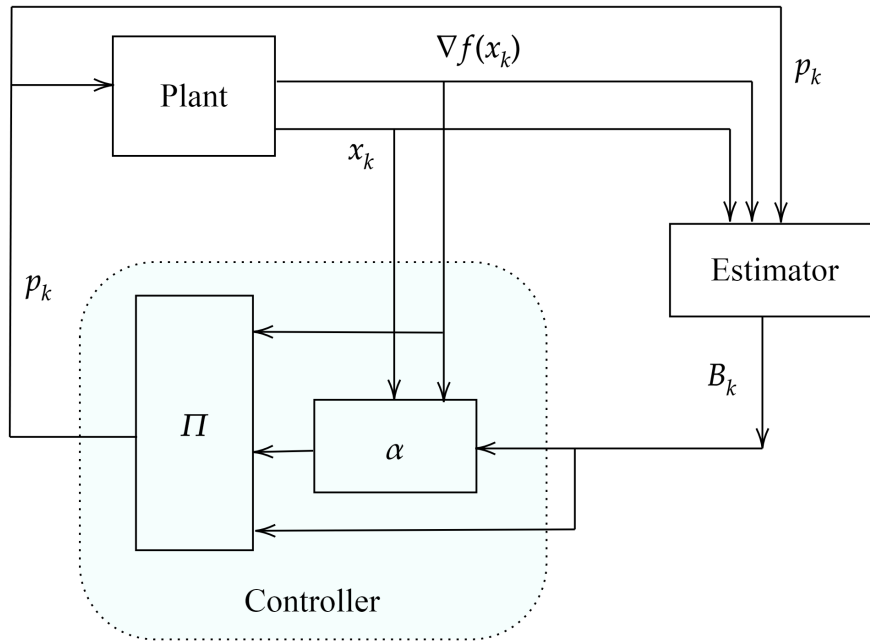 ∇f(x_k)
p_k
Plant
x_k
Estimator
p_k
B_k
Π
α
Controller